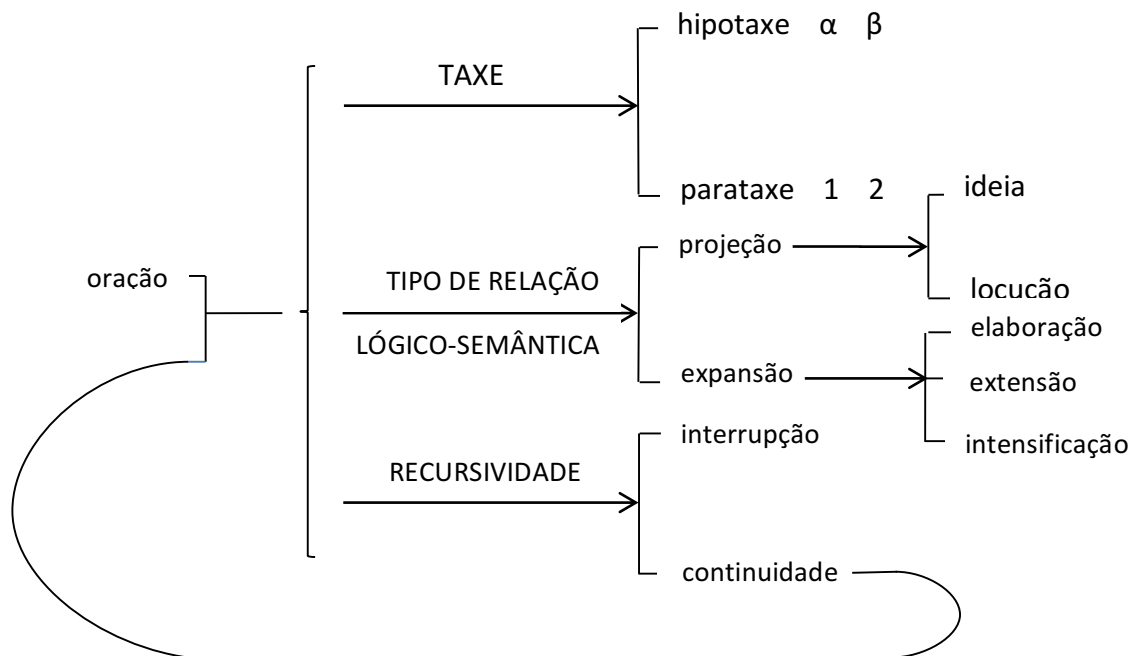 hipotaxe α β
TAXE
parataxe 1 2
ideia
projeção
oração
TIPO DE RELAÇÃO
LÓGICO-SEMÂNTICA
locução
elaboração
expansão
extensão
interrupção
intensificação
RECURSIVIDADE
continuidade